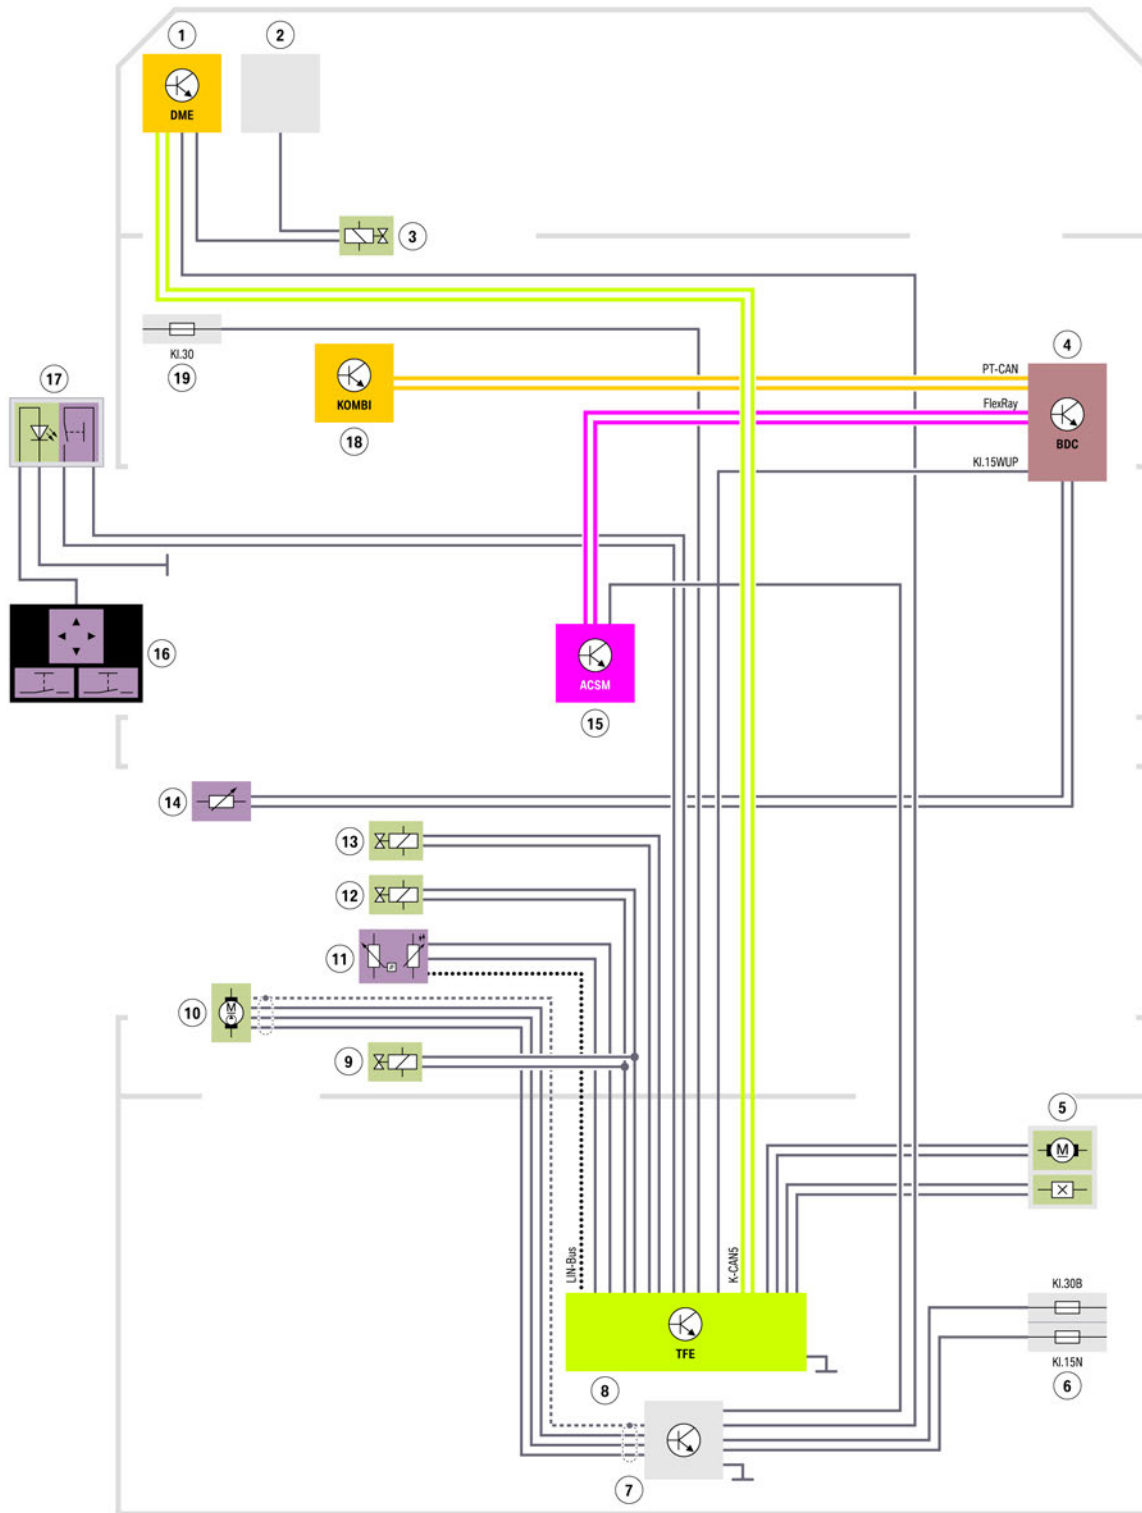 1
2
DME
3
Kl.30
19
4
PT-CAN
17
KOMBI
FlexRay
18
BDC
Kl.15WUP
16
ACSM
15
14
13
12
11
P
10
M
9
5
M
LIN-Bus
K-CAN5
Kl.30B
TFE
Kl.15N
8
6
7